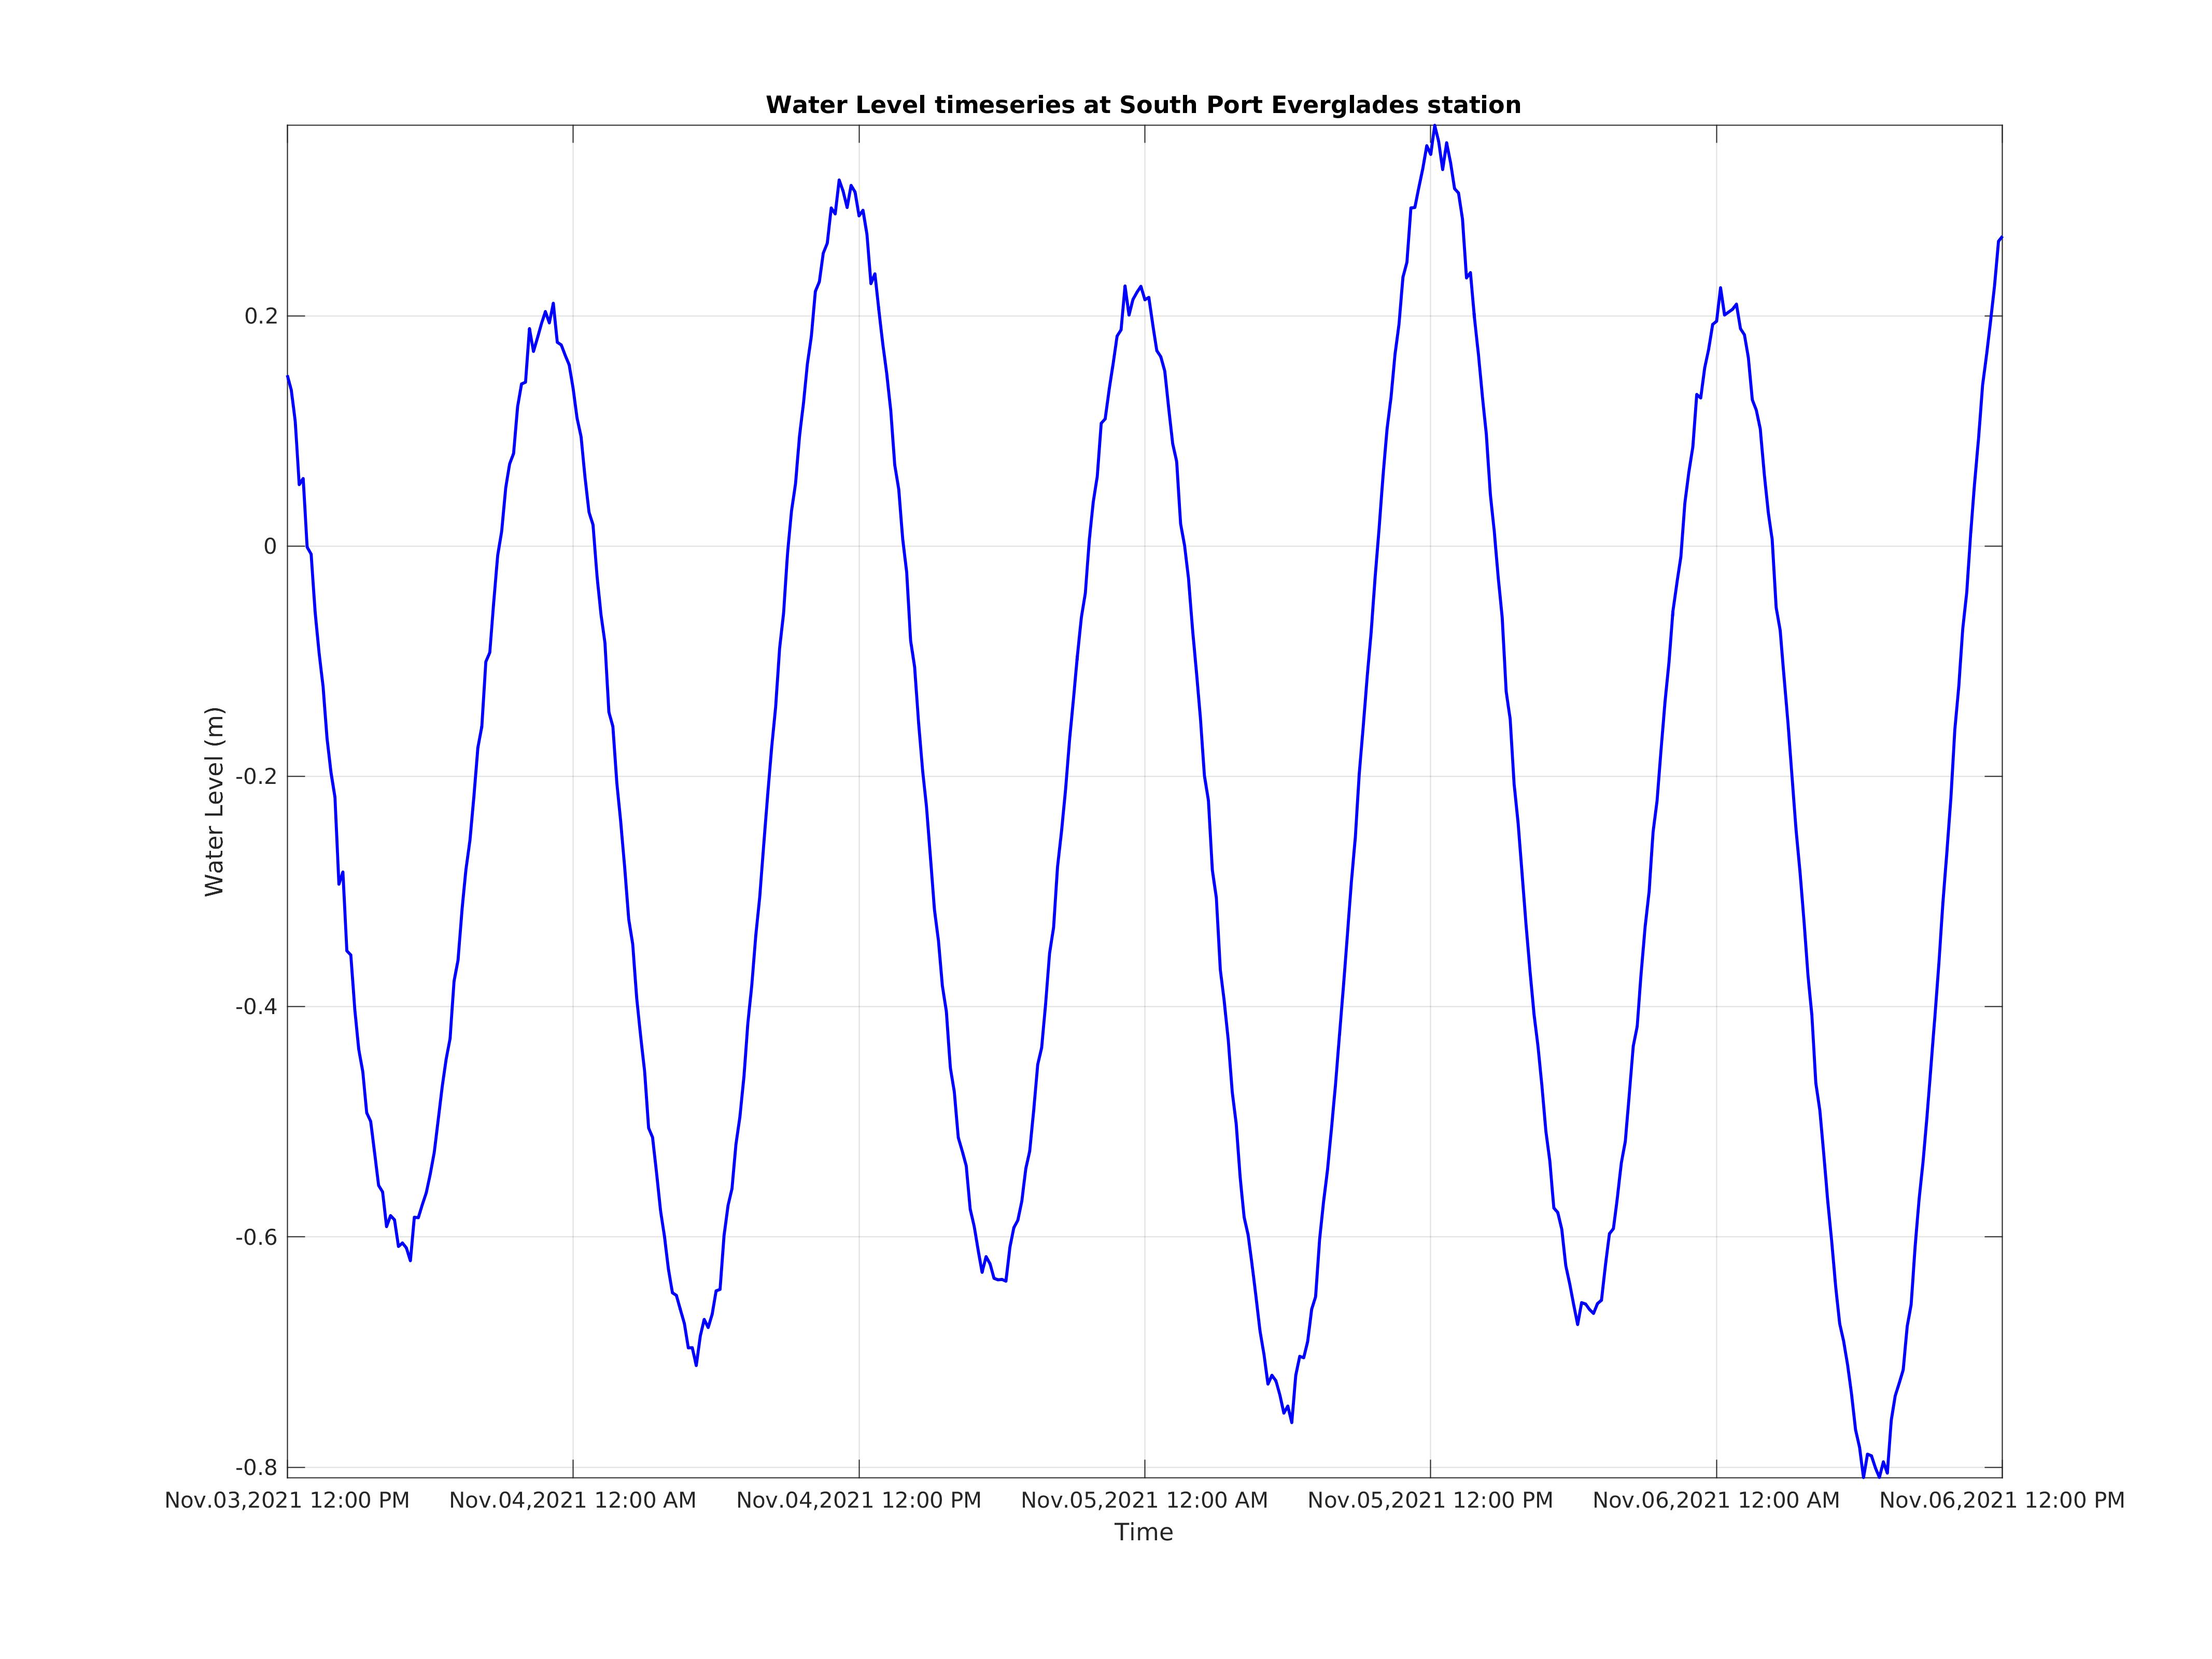 Water Level timeseries at South Port Everglades station
0.2
0
-0.2
-0.4
-0.6
-0.8
Water Level (m)
Nov.03,2021 12:00 PM Nov.04,2021 12:00 AM Nov.04,2021 12:00 PM Nov.05,2021 12:00 AM Nov.05,2021 12:00 PM Nov.06,2021 12:00 AM Nov.06,2021 12:00 PM
Time